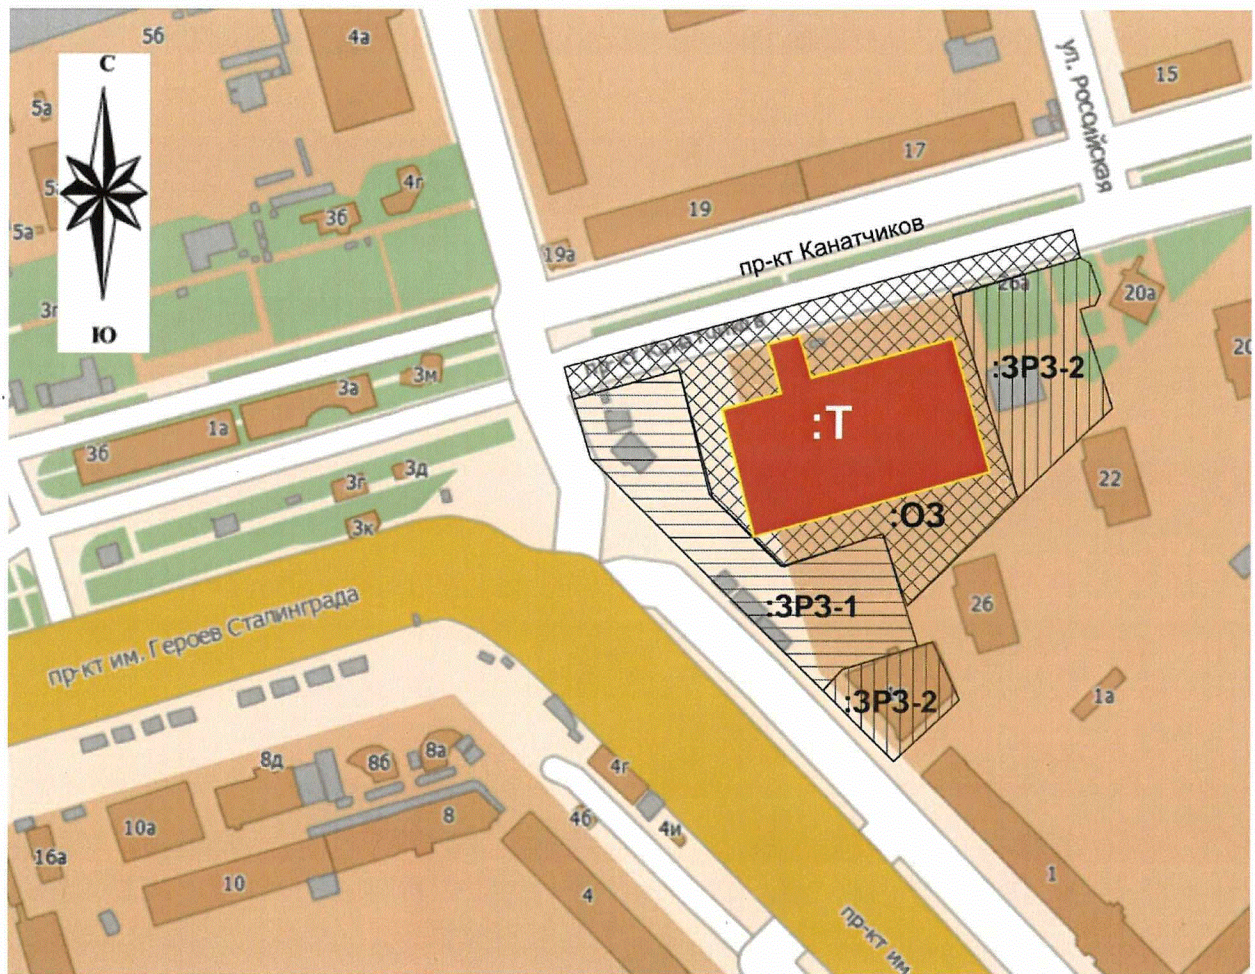 5б
4а
ул. Российская
15
С
5а
17
4г
3б
19
5а
пр-кт Канатчиков
19а
26а
20а
3г
Ю
:ЗРЗ-2
3м
3а
:Т
1а
3б
3д
3г
22
:ОЗ
3к
пр-кт им. Героев Сталинграда
:ЗРЗ-1
26
:ЗРЗ-2
1а
8д
8б
8а
4г
10а
8
4б
4и
16а
10
4
1
пр-кт им.